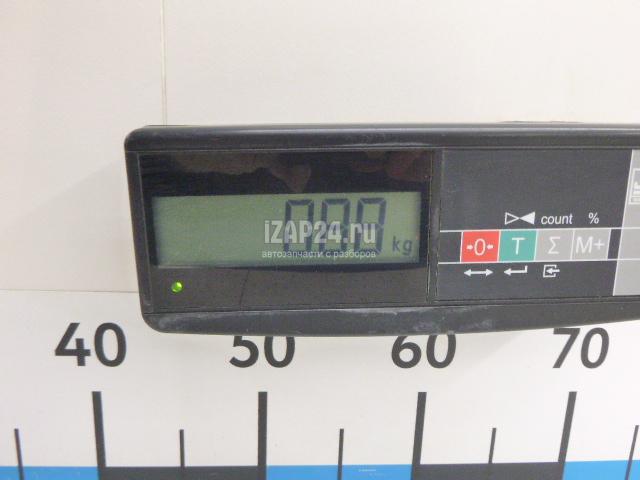 count %
0.00 kg
iZAP24.ru
автозапчасти с разборов
→0← T Σ M+
40 50 60 70